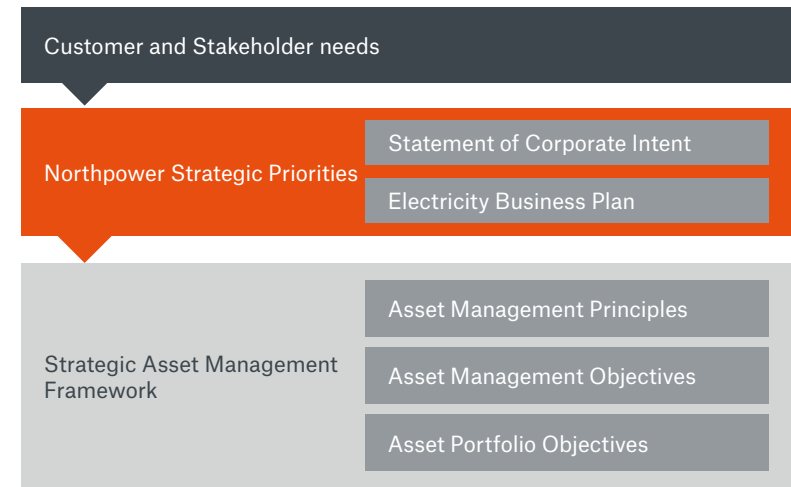 Customer and Stakeholder needs
Northpower Strategic Priorities
Statement of Corporate Intent
Electricity Business Plan
Strategic Asset Management
Framework
Asset Management Principles
Asset Management Objectives
Asset Portfolio Objectives